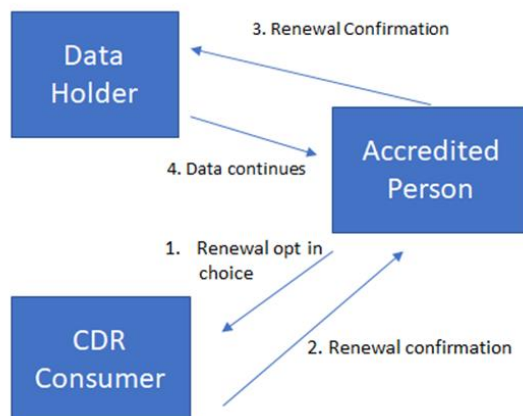 3. Renewal Confirmation
Data
Holder
Accredited
Person
4. Data continues
1. Renewal opt in
choice
CDR
Consumer
2. Renewal confirmation